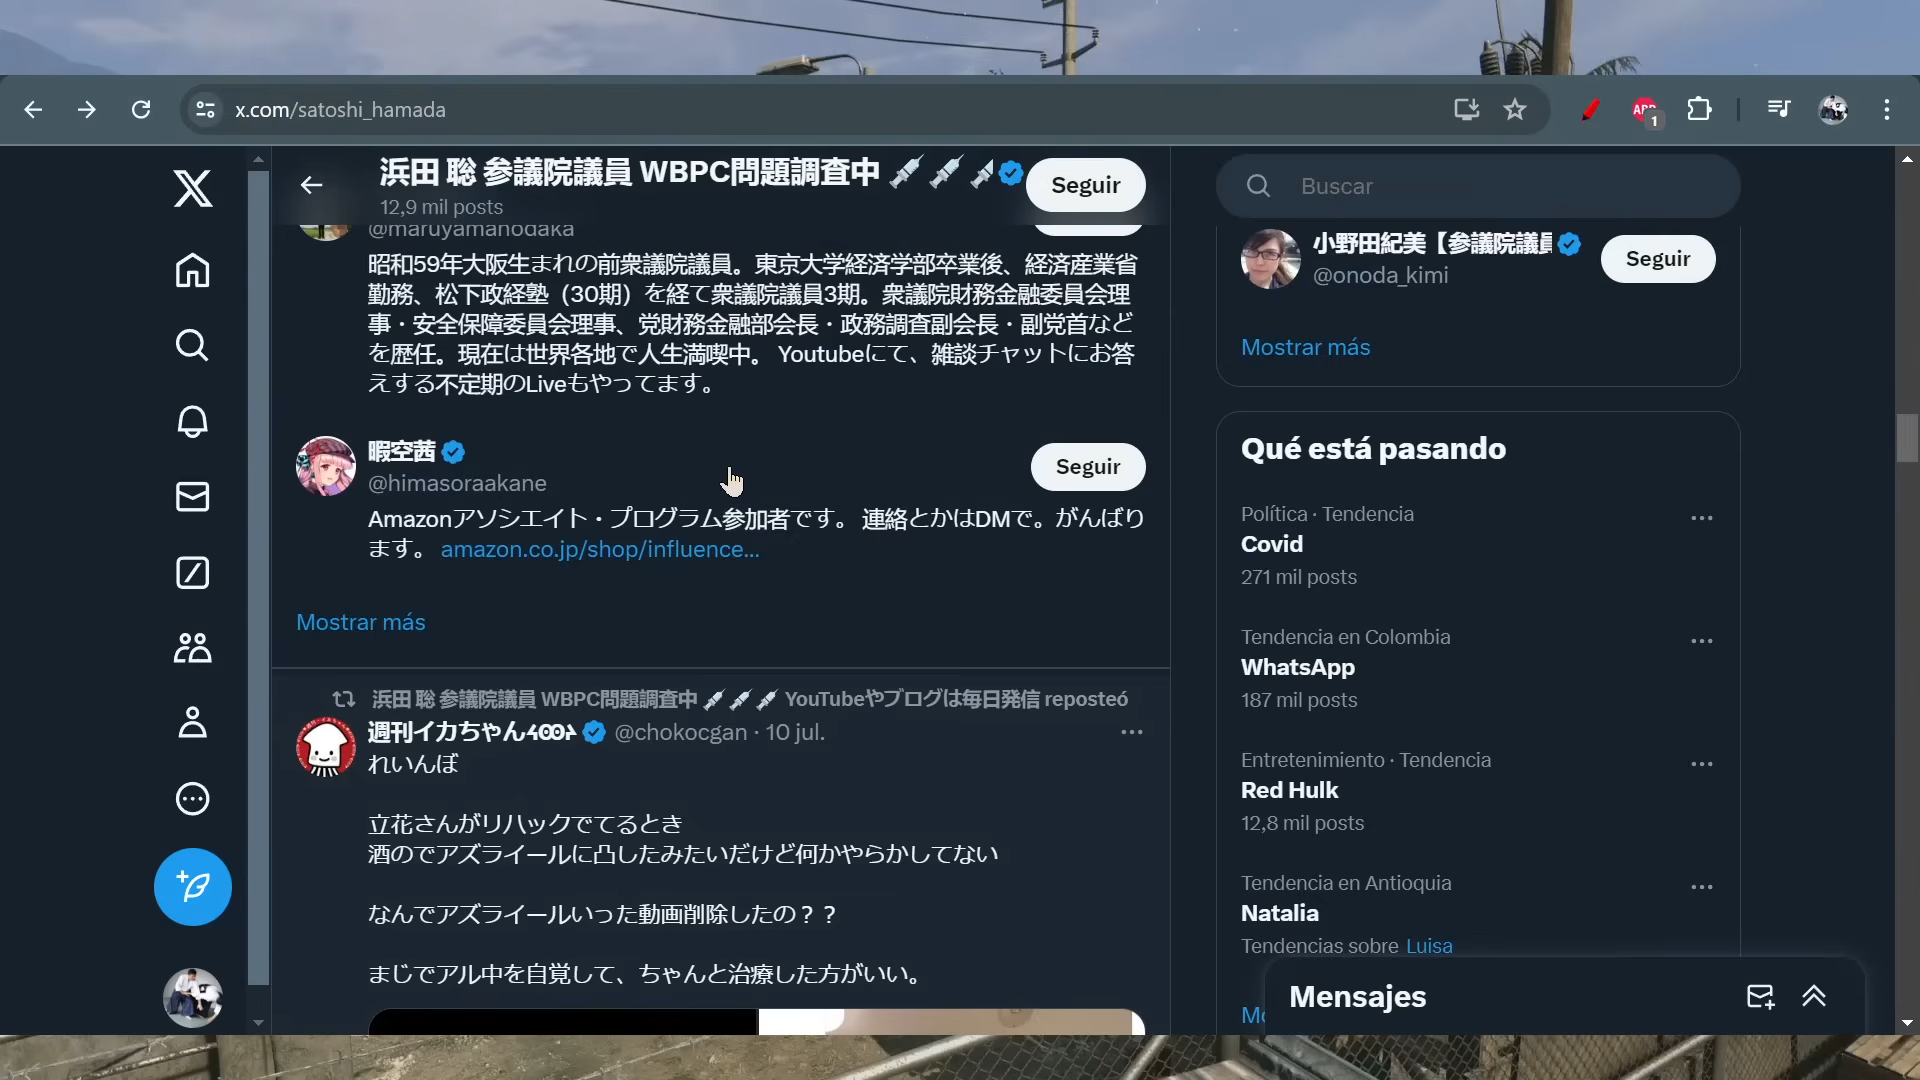 x.com/satoshi_hamada
ABP
1
浜田 聡 参議院議員 WBPC問題調査中
12,9 mil posts
Seguir
@maruyamahodaka
昭和59年大阪生まれの前衆議院議員。東京大学経済学部卒業後、経済産業省
勤務、松下政経塾（30期）を経て衆議院議員3期。衆議院財務金融委員会理
事・安全保障委員会理事、党財務金融部会長・政務調査副会長・副党首など
を歴任。現在は世界各地で人生満喫中。 Youtubeにて、雑談チャットにお答
えする不定期のLiveもやってます。
暇空茜
@himasoraakane
Seguir
Amazonアソシエイト・プログラム参加者です。 連絡とかはDMで。がんばり
ます。 amazon.co.jp/shop/influence...
Mostrar más
浜田 聡 参議院議員 WBPC問題調査中 YouTubeやブログは毎日発信 reposteó
週刊イカちゃん @chokocgan · 10 jul.
れいんぼ
立花さんがリハックでてるとき
酒のでアズライールに凸したみたいだけど何かやらかしてない
なんでアズライールいった動画削除したの？？
まじでアル中を自覚して、ちゃんと治療した方がいい。
Buscar
小野田紀美【参議院議員
@onoda_kimi
Seguir
Mostrar más
Qué está pasando
Política · Tendencia
Covid
271 mil posts
Tendencia en Colombia
WhatsApp
187 mil posts
Entretenimiento · Tendencia
Red Hulk
12,8 mil posts
Tendencia en Antioquia
Natalia
Tendencias sobre Luisa
Mensajes